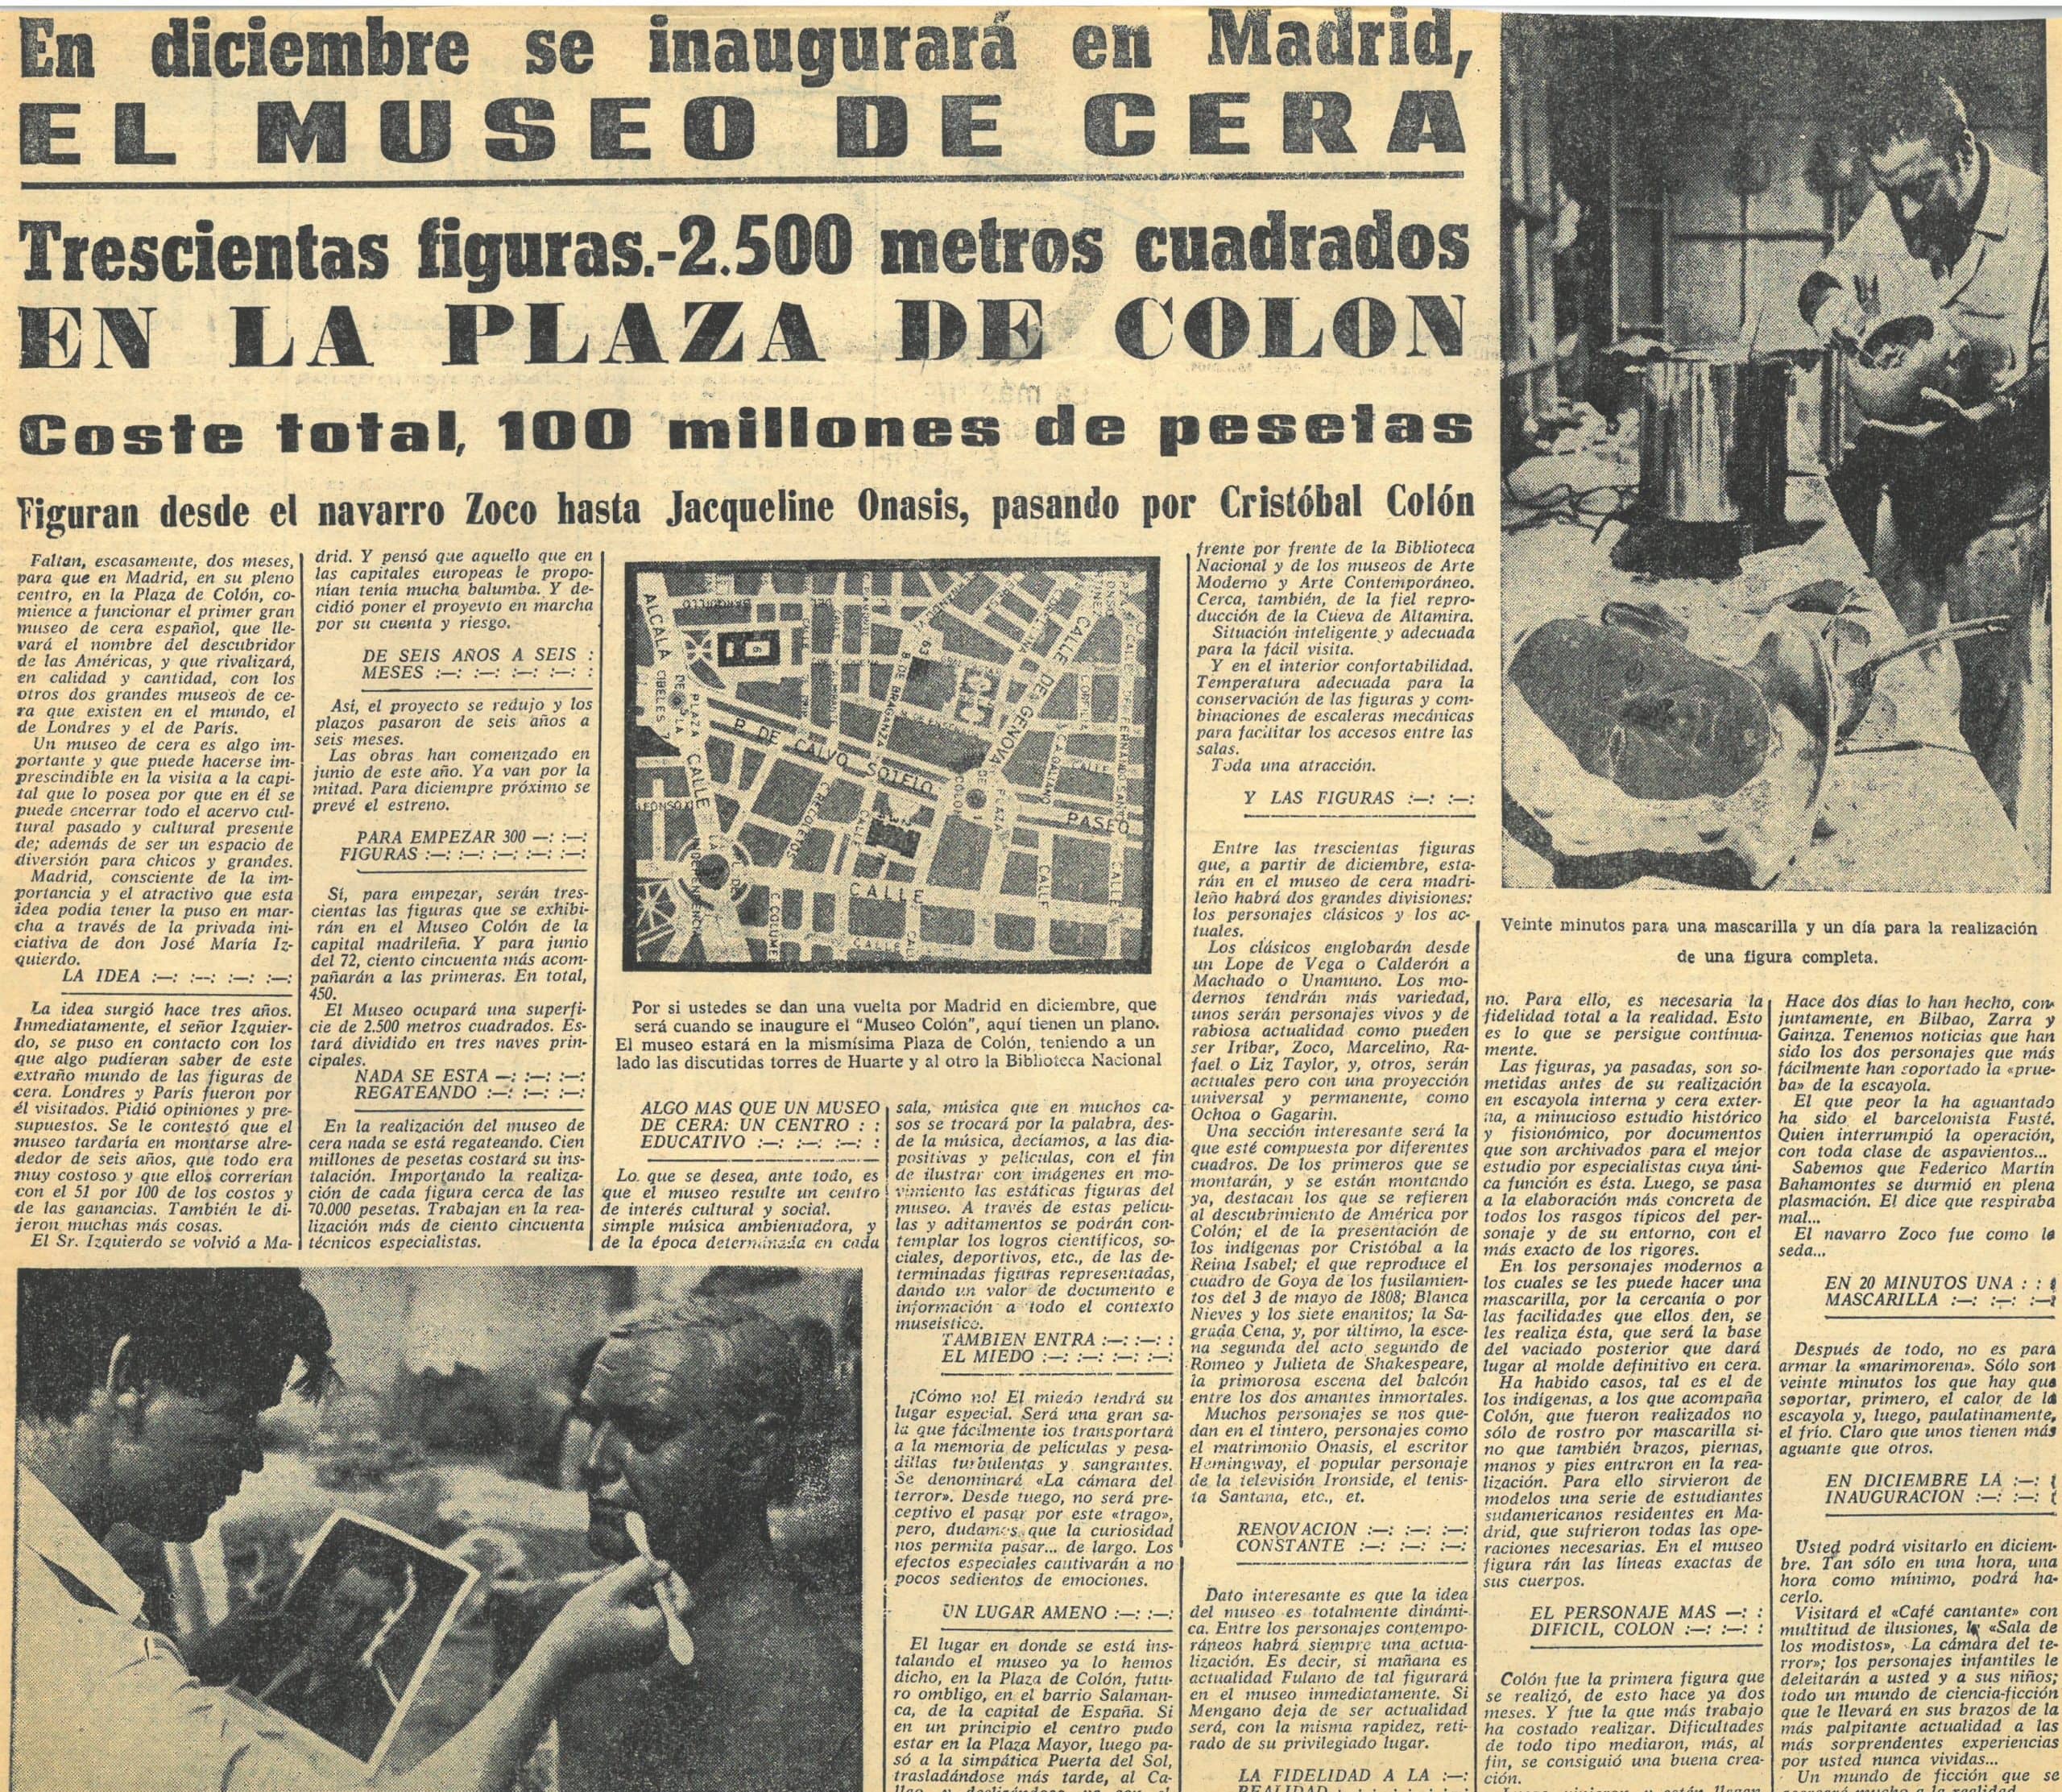 En diciembre se inaugurará en Madrid,
EL MUSEO DE CERA
Trescientas figuras.-2.500 metros cuadrados
EN LA PLAZA DE COLON
Coste total, 100 millones de pesetas
Figuran desde el navarro Zoco hasta Jacqueline Onasis, pasando por Cristóbal Colón
Faltan, escasamente, dos meses,
para que en Madrid, en su pleno
centro, en la Plaza de Colón, co-
mience a funcionar el primer gran
museo de cera español, que lle-
vará el nombre del descubridor
de las Américas, y que rivalizará,
en calidad y cantidad, con los
otros dos grandes museos de ce-
ra que existen en el mundo, el
de Londres y el de París.
Un museo de cera es algo im-
portante y que puede hacerse im-
prescindible en la visita a la capi-
tal que lo posea por que en él se
puede encerrar todo el acervo cul-
tural pasado y cultural presente
de; además de ser un espacio de
diversión para chicos y grandes.
Madrid, consciente de la im-
portancia y el atractivo que esta
idea podía tener la puso en mar-
cha a través de la privada ini-
ciativa de don José María Iz-
quierdo.
LA IDEA :—: :—: :—: :—:
La idea surgió hace tres años.
Inmediatamente, el señor Izquier-
do, se puso en contacto con los
que algo pudieran saber de este
extraño mundo de las figuras de
cera. Londres y París fueron por
él visitados. Pidió opiniones y pre-
supuestos. Se le contestó que el
museo tardaría en montarse alre-
dedor de seis años, que todo era
muy costoso y que ellos correrían
con el 51 por 100 de los costos y
de las ganancias. También le di-
jeron muchas más cosas.
El Sr. Izquierdo se volvió a Ma-
drid. Y pensó que aquello que en
las capitales europeas le propo-
nían tenía mucha balumba. Y de-
cidió poner el proyevto en marcha
por su cuenta y riesgo.
DE SEIS AÑOS A SEIS :
MESES :—: :—: :—: :—: :
Así, el proyecto se redujo y los
plazos pasaron de seis años a
seis meses.
Las obras han comenzado en
junio de este año. Ya van por la
mitad. Para diciembre próximo se
prevé el estreno.
PARA EMPEZAR 300 —: :—:
FIGURAS :—: :—: :—: :—: :—:
Sí, para empezar, serán tres-
cientas las figuras que se exhibi-
rán en el Museo Colón de la
capital madrileña. Y para junio
del 72, ciento cincuenta más acom-
pañarán a las primeras. En total,
450.
El Museo ocupará una superfi-
cie de 2.500 metros cuadrados. Es-
tará dividido en tres naves prin-
cipales.
NADA SE ESTA —: :—: :—:
REGATEANDO :—: :—: :—:
En la realización del museo de
cera nada se está regateando. Cien
millones de pesetas costará su ins-
talación. Importando la realiza-
ción de cada figura cerca de las
70.000 pesetas. Trabajan en la rea-
lización más de ciento cincuenta
técnicos especialistas.
ALCALA
BARQUILLO
CIBELES
PLAZA
P. DE CALVO SOTELO
B. DE BRAGANZA
CALLE DE GENOVA
PLAZA DE COLON
PASEO
RECOLETOS
CALLE
CALLE
CALLE
C. COLUMELA
Por si ustedes se dan una vuelta por Madrid en diciembre, que
será cuando se inaugure el "Museo Colón", aquí tienen un plano.
El museo estará en la mismísima Plaza de Colón, teniendo a un
lado las discutidas torres de Huarte y al otro la Biblioteca Nacional
ALGO MAS QUE UN MUSEO
DE CERA: UN CENTRO : :
EDUCATIVO :—: :—: :—: :
Lo que se desea, ante todo, es
que el museo resulte un centro
de interés cultural y social.
simple música ambientadora, y
de la época determinada en cada
sala, música que en muchos ca-
sos se trocará por la palabra, des-
de la música, decíamos, a las dia-
positivas y películas, con el fin
de ilustrar con imágenes en mo-
vimiento las estáticas figuras del
museo. A través de estas pelícu-
las y aditamentos se podrán con-
templar los logros científicos, so-
ciales, deportivos, etc., de las de-
terminadas figuras representadas,
dando un valor de documento e
información a todo el contexto
museístico.
TAMBIEN ENTRA :—: :—: :
EL MIEDO :—: :—: :—: :—:
¡Cómo no! El miedo tendrá su
lugar especial. Será una gran sa-
la que fácilmente ios transportará
a la memoria de películas y pesa-
dillas turbulentas y sangrantes.
Se denominará «La cámara del
terror». Desde luego, no será pre-
ceptivo el pasar por este «trago»,
pero, dudamos que la curiosidad
nos permita pasar... de largo. Los
efectos especiales cautivarán a no
pocos sedientos de emociones.
UN LUGAR AMENO :—: :—:
El lugar en donde se está ins-
talando el museo ya lo hemos
dicho, en la Plaza de Colón, futu-
ro ombligo, en el barrio Salaman-
ca, de la capital de España. Si
en un principio el centro pudo
estar en la Plaza Mayor, luego pa-
só a la simpática Puerta del Sol,
trasladándose más tarde, al Ca-
frente por frente de la Biblioteca
Nacional y de los museos de Arte
Moderno y Arte Contemporáneo.
Cerca, también, de la fiel repro-
ducción de la Cueva de Altamira.
Situación inteligente y adecuada
para la fácil visita.
Y en el interior confortabilidad.
Temperatura adecuada para la
conservación de las figuras y com-
binaciones de escaleras mecánicas
para facilitar los accesos entre las
salas.
Toda una atracción.
Y LAS FIGURAS :—: :—:
Entre las trescientas figuras
que, a partir de diciembre, esta-
rán en el museo de cera madri-
leño habrá dos grandes divisiones:
los personajes clásicos y los ac-
tuales.
Los clásicos englobarán desde
un Lope de Vega o Calderón a
Machado o Unamuno. Los mo-
dernos tendrán más variedad,
unos serán personajes vivos y de
rabiosa actualidad como pueden
ser Iríbar, Zoco, Marcelino, Ra-
fael o Liz Taylor, y, otros, serán
actuales pero con una proyección
universal y permanente, como
Ochoa o Gagarin.
Una sección interesante será la
que esté compuesta por diferentes
cuadros. De los primeros que se
montarán, y se están montando
ya, destacan los que se refieren
al descubrimiento de América por
Colón; el de la presentación de
los indígenas por Cristóbal a la
Reina Isabel; el que reproduce el
cuadro de Goya de los fusilamien-
tos del 3 de mayo de 1808; Blanca
Nieves y los siete enanitos; la Sa-
grada Cena, y, por último, la esce-
na segunda del acto segundo de
Romeo y Julieta de Shakespeare,
la primorosa escena del balcón
entre los dos amantes inmortales.
Muchos personajes se nos que-
dan en el tintero, personajes como
el matrimonio Onasis, el escritor
Hemingway, el popular personaje
de la televisión Ironside, el tenis-
ta Santana, etc., et.
RENOVACION :—: :—: :—:
CONSTANTE :—: :—: :—:
Dato interesante es que la idea
del museo es totalmente dinámi-
ca. Entre los personajes contempo-
ráneos habrá siempre una actua-
lización. Es decir, si mañana es
actualidad Fulano de tal figurará
en el museo inmediatamente. Si
Mengano deja de ser actualidad
será, con la misma rapidez, reti-
rado de su privilegiado lugar.
LA FIDELIDAD A LA :—:
REALIDAD
Veinte minutos para una mascarilla y un día para la realización
de una figura completa.
no. Para ello, es necesaria la
fidelidad total a la realidad. Esto
es lo que se persigue continua-
mente.
Las figuras, ya pasadas, son so-
metidas antes de su realización
en escayola interna y cera exter-
na, a minucioso estudio histórico
y fisionómico, por documentos
que son archivados para el mejor
estudio por especialistas cuya úni-
ca función es ésta. Luego, se pasa
a la elaboración más concreta de
todos los rasgos típicos del per-
sonaje y de su entorno, con el
más exacto de los rigores.
En los personajes modernos a
los cuales se les puede hacer una
mascarilla, por la cercanía o por
las facilidades que ellos den, se
les realiza ésta, que será la base
del vaciado posterior que dará
lugar al molde definitivo en cera.
Ha habido casos, tal es el de
los indígenas, a los que acompaña
Colón, que fueron realizados no
sólo de rostro por mascarilla si-
no que también brazos, piernas,
manos y pies entraron en la rea-
lización. Para ello sirvieron de
modelos una serie de estudiantes
sudamericanos residentes en Ma-
drid, que sufrieron todas las ope-
raciones necesarias. En el museo
figura rán las líneas exactas de
sus cuerpos.
EL PERSONAJE MAS —: :
DIFICIL, COLON :—: :—: :
Colón fue la primera figura que
se realizó, de esto hace ya dos
meses. Y fue la que más trabajo
ha costado realizar. Dificultades
de todo tipo mediaron, más, al
fin, se consiguió una buena crea-
ción.
Hace dos días lo han hecho, con-
juntamente, en Bilbao, Zarra y
Gainza. Tenemos noticias que han
sido los dos personajes que más
fácilmente han soportado la «prue-
ba» de la escayola.
El que peor la ha aguantado
ha sido el barcelonista Fusté.
Quien interrumpió la operación,
con toda clase de aspavientos...
Sabemos que Federico Martín
Bahamontes se durmió en plena
plasmación. El dice que respiraba
mal...
El navarro Zoco fue como la
seda...
EN 20 MINUTOS UNA : :
MASCARILLA :—: :—: :—:
Después de todo, no es para
armar la «marimorena». Sólo son
veinte minutos los que hay que
soportar, primero, el calor de la
escayola y, luego, paulatinamente,
el frío. Claro que unos tienen más
aguante que otros.
EN DICIEMBRE LA :—:
INAUGURACION :—: :—:
Usted podrá visitarlo en diciem-
bre. Tan sólo en una hora, una
hora como mínimo, podrá ha-
cerlo.
Visitará el «Café cantante» con
multitud de ilusiones, la «Sala de
los modistos», La cámara del te-
rror»; los personajes infantiles le
deleitarán a usted y a sus niños;
todo un mundo de ciencia-ficción
que le llevará en sus brazos de la
más palpitante actualidad a las
más sorprendentes experiencias
por usted nunca vividas...
Un mundo de ficción que se